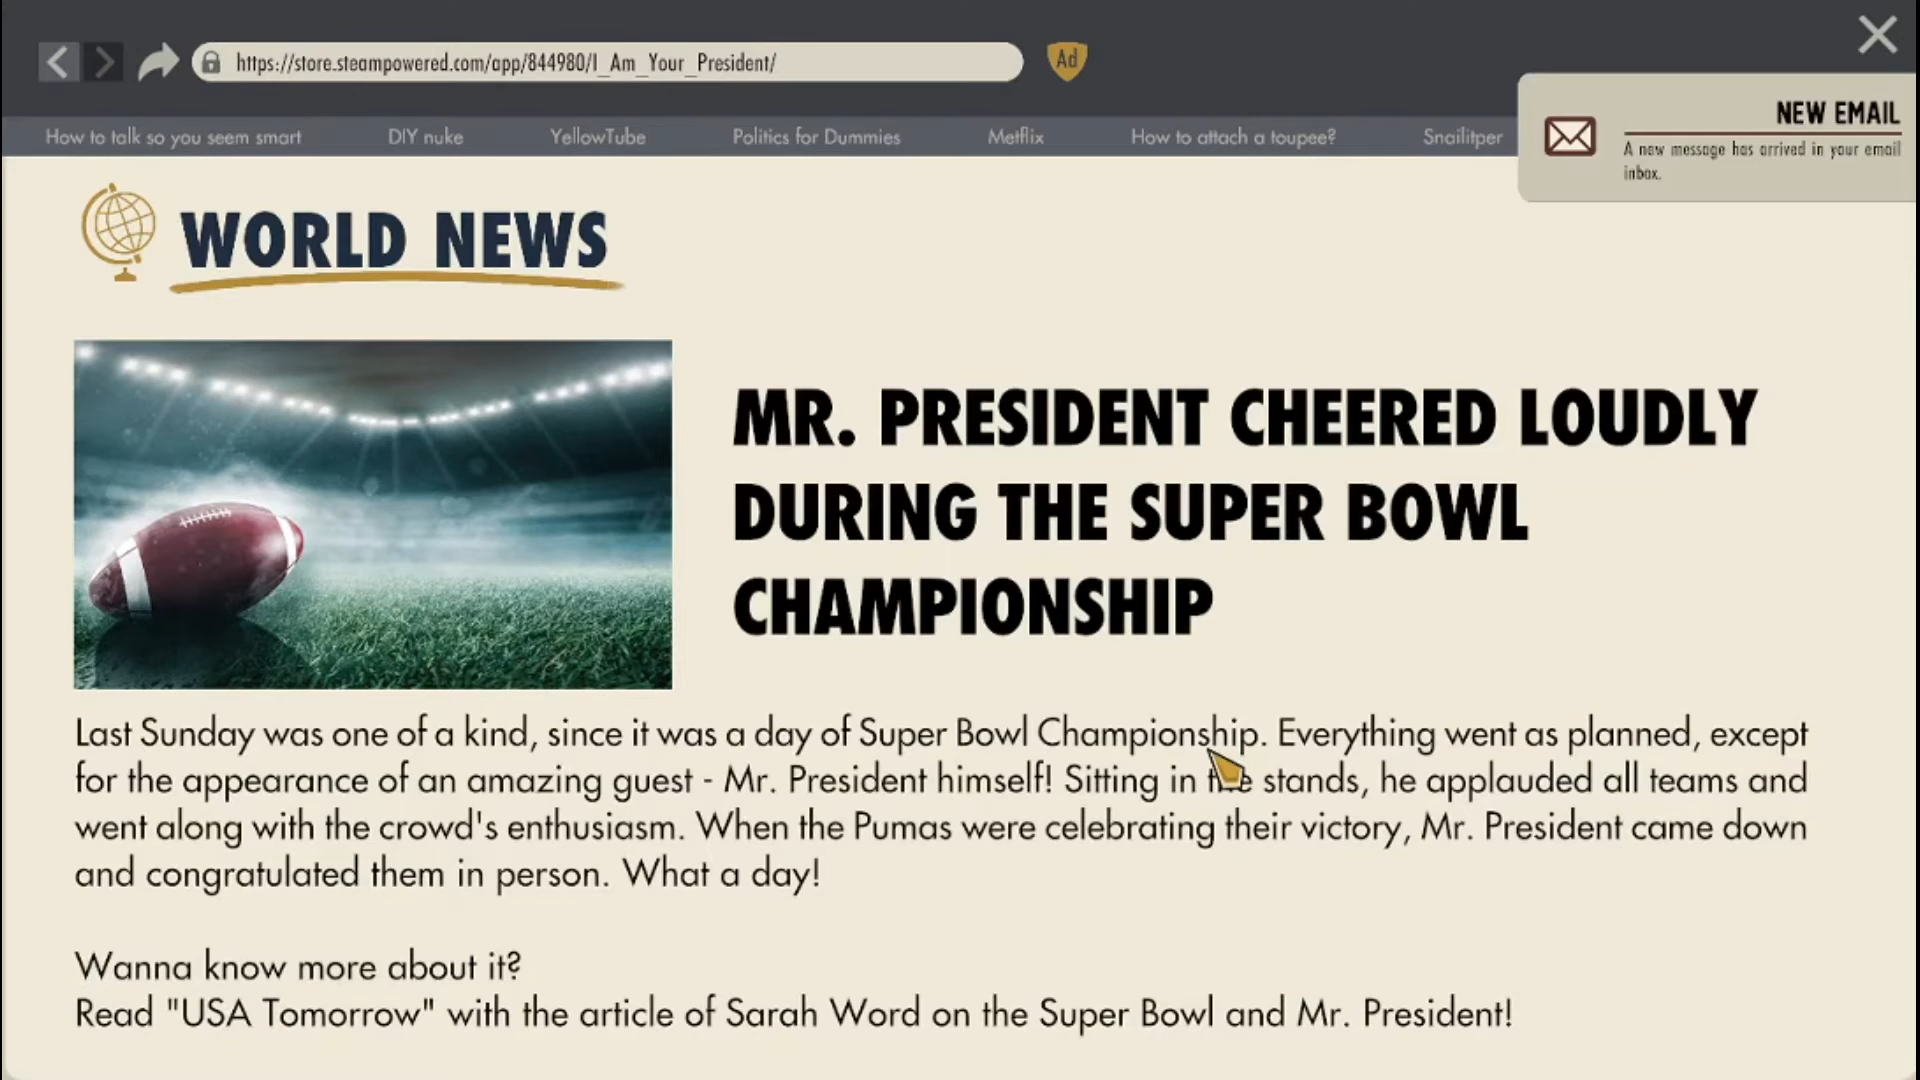 https://store.steampowered.com/app/844980/I_Am_Your_President/
Ad
NEW EMAIL
A new message has arrived in your email
inbox.
How to talk so you seem smart DIY nuke YellowTube Politics for Dummies Metflix How to attach a toupee? Snailitper
WORLD NEWS
MR. PRESIDENT CHEERED LOUDLY
DURING THE SUPER BOWL
CHAMPIONSHIP
Last Sunday was one of a kind, since it was a day of Super Bowl Championship. Everything went as planned, except
for the appearance of an amazing guest - Mr. President himself! Sitting in the stands, he applauded all teams and
went along with the crowd's enthusiasm. When the Pumas were celebrating their victory, Mr. President came down
and congratulated them in person. What a day!
Wanna know more about it?
Read "USA Tomorrow" with the article of Sarah Word on the Super Bowl and Mr. President!